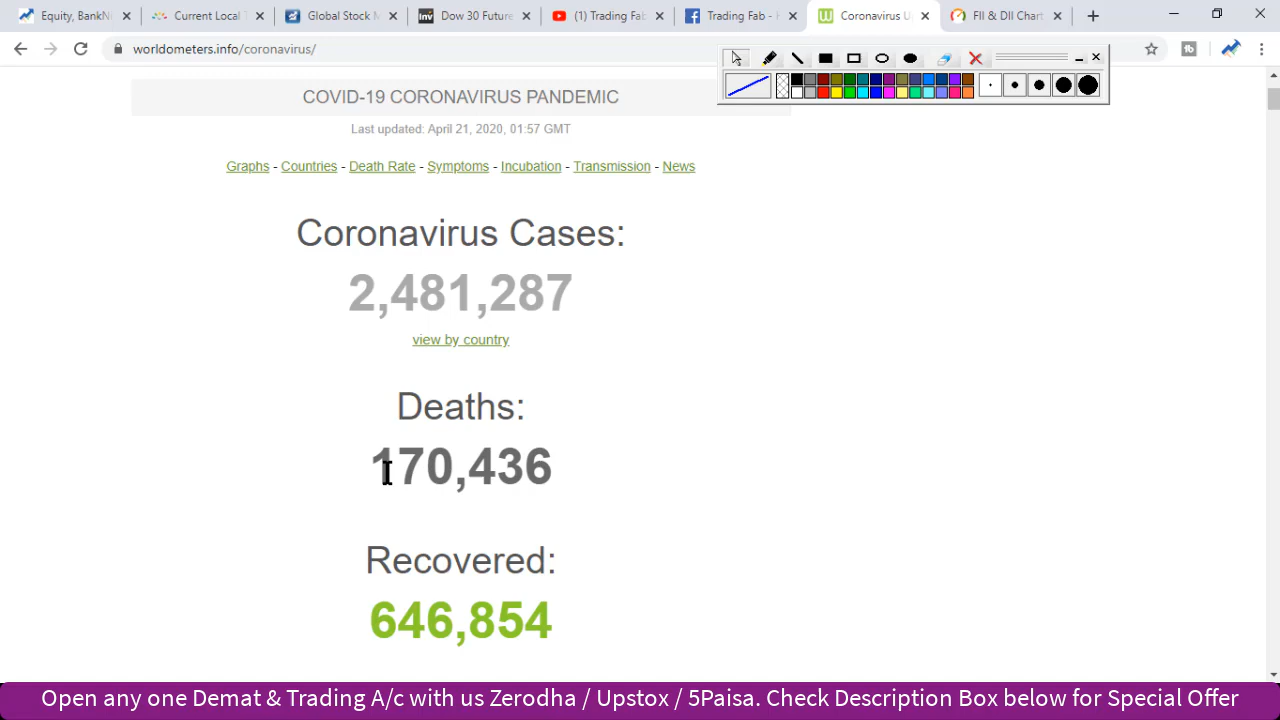 Equity, BankNi
Current Local T
Global Stock M
Dow 30 Future
(1) Trading Fab
Trading Fab - H
Coronavirus U
FII & DII Chart
worldometers.info/coronavirus/
COVID-19 CORONAVIRUS PANDEMIC
Last updated: April 21, 2020, 01:57 GMT
Graphs - Countries - Death Rate - Symptoms - Incubation - Transmission - News
Coronavirus Cases:
2,481,287
view by country
Deaths:
170,436
Recovered:
646,854
Open any one Demat & Trading A/c with us Zerodha / Upstox / 5Paisa. Check Description Box below for Special Offer